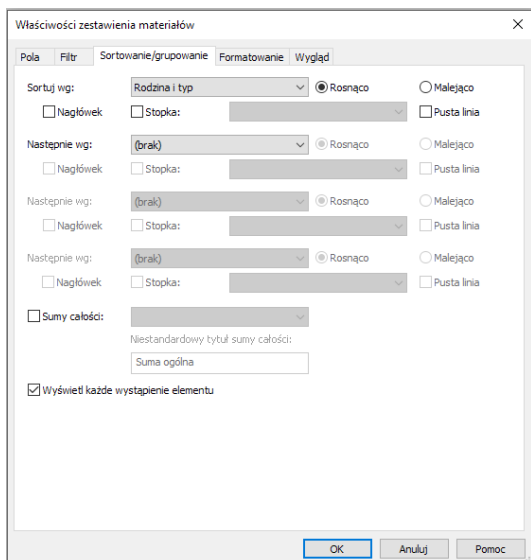 Właściwości zestawienia materiałów
Pola Filtr Sortowanie/grupowanie Formatowanie Wygląd
Sortuj wg: Rodzina i typ Rosnąco Malejąco
Nagłówek Stopka: Pusta linia
Następnie wg: (brak) Rosnąco Malejąco
Nagłówek Stopka: Pusta linia
Następnie wg: (brak) Rosnąco Malejąco
Nagłówek Stopka: Pusta linia
Następnie wg: (brak) Rosnąco Malejąco
Nagłówek Stopka: Pusta linia
Sumy całości:
Niestandardowy tytuł sumy całości:
Suma ogólna
Wyświetl każde wystąpienie elementu
OK Anuluj Pomoc